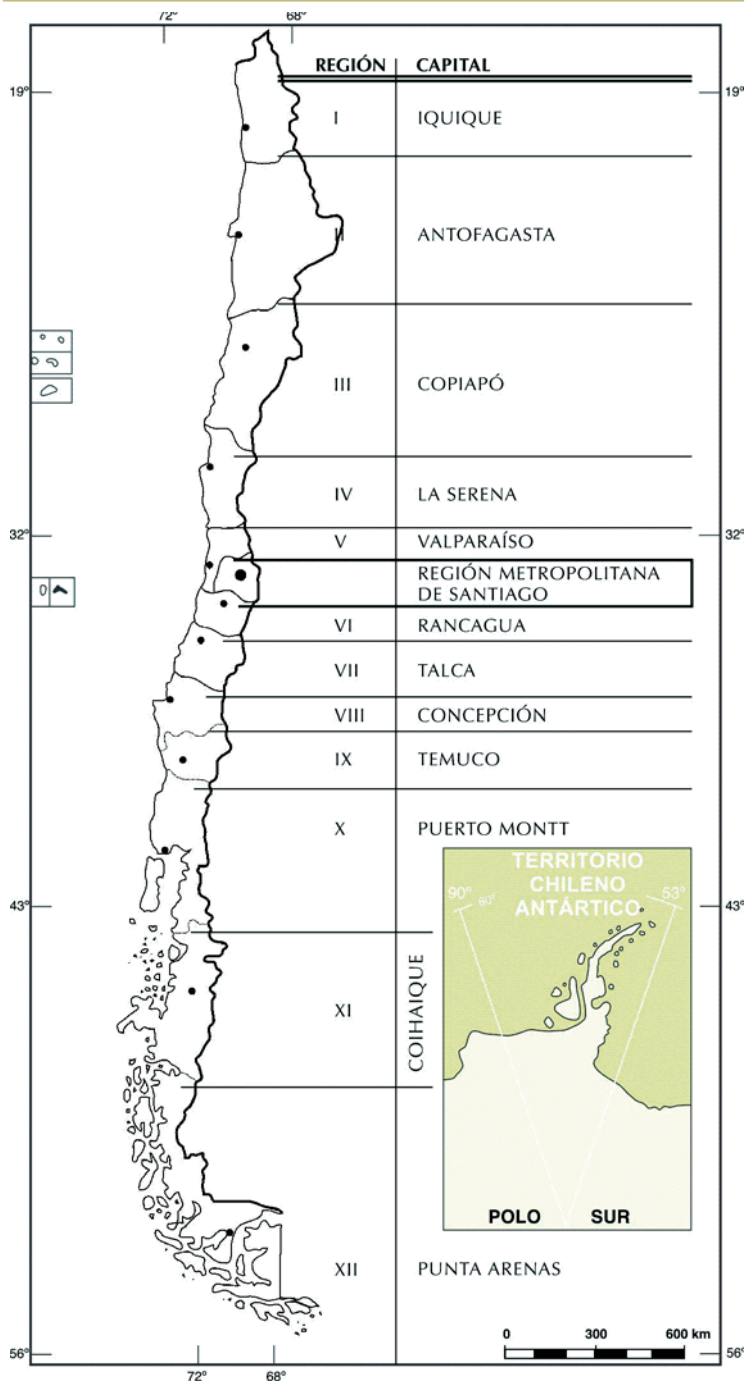 72° 68°
REGIÓN CAPITAL
19° 19°
I IQUIQUE
II ANTOFAGASTA
III COPIAPÓ
IV LA SERENA
32° 32°
V VALPARAÍSO
REGIÓN METROPOLITANA
DE SANTIAGO
VI RANCAGUA
VII TALCA
VIII CONCEPCIÓN
IX TEMUCO
X PUERTO MONTT
TERRITORIO
CHILENO
ANTÁRTICO
90° 80° 53°
43° 43°
XI COIHAIQUE
POLO SUR
XII PUNTA ARENAS
0 300 600 km
56° 56°
72° 68°